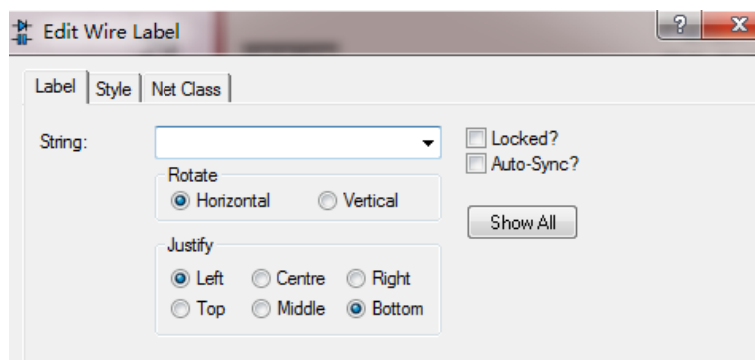 Edit Wire Label
? X
Label Style Net Class
String:
Locked?
Auto-Sync?
Rotate
Horizontal Vertical
Show All
Justify
Left Centre Right
Top Middle Bottom